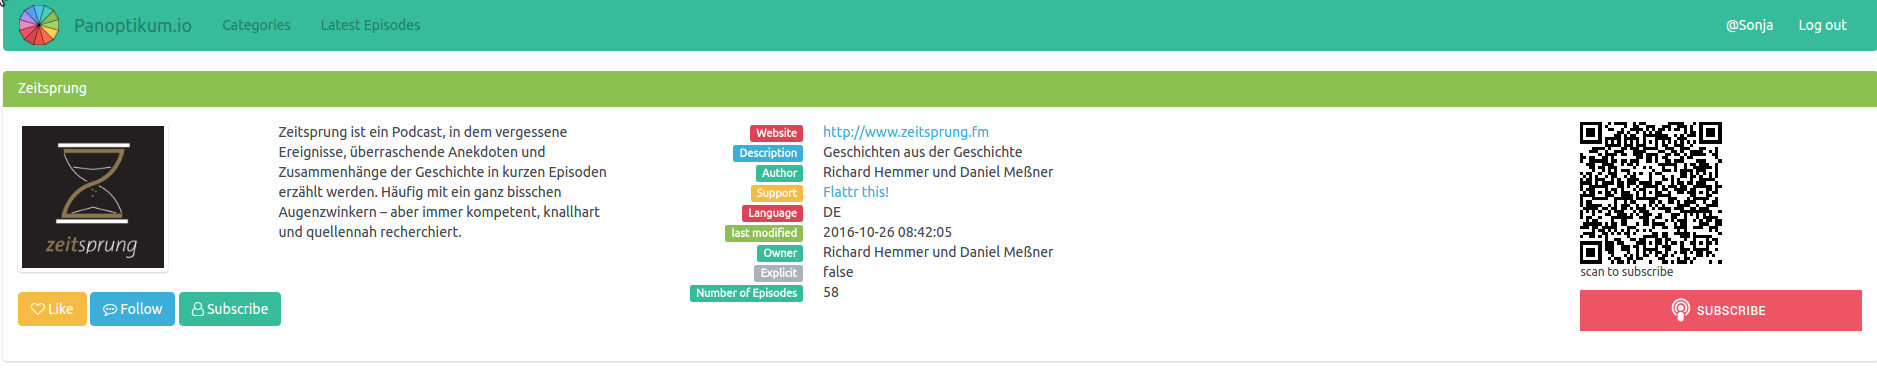 Panoptikum.io Categories Latest Episodes @Sonja Log out
Zeitsprung
zeitsprung
Like Follow Subscribe
Zeitsprung ist ein Podcast, in dem vergessene
Ereignisse, überraschende Anekdoten und
Zusammenhänge der Geschichte in kurzen Episoden
erzählt werden. Häufig mit ein ganz bisschen
Augenzwinkern – aber immer kompetent, knallhart
und quellennah recherchiert.
Website http://www.zeitsprung.fm
Description Geschichten aus der Geschichte
Author Richard Hemmer und Daniel Meßner
Support Flattr this!
Language DE
last modified 2016-10-26 08:42:05
Owner Richard Hemmer und Daniel Meßner
Explicit false
Number of Episodes 58
scan to subscribe
SUBSCRIBE